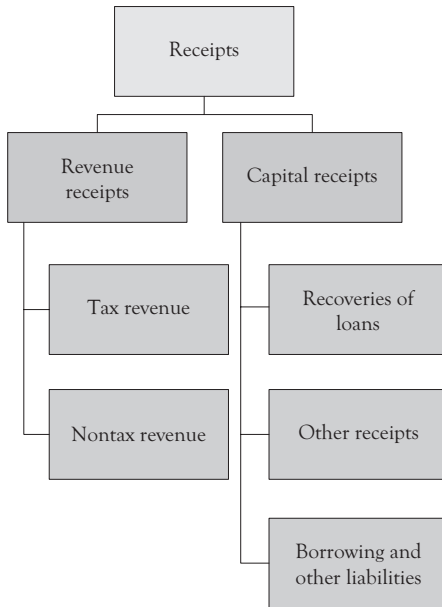 Receipts
Revenue
receipts
Capital receipts
Tax revenue
Nontax revenue
Recoveries of
loans
Other receipts
Borrowing and
other liabilities